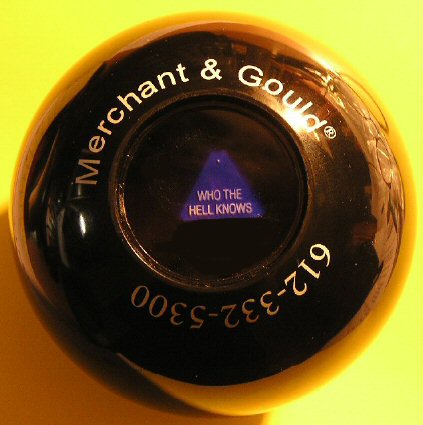 Merchant & Gould®
WHO THE
HELL KNOWS
612-332-5300